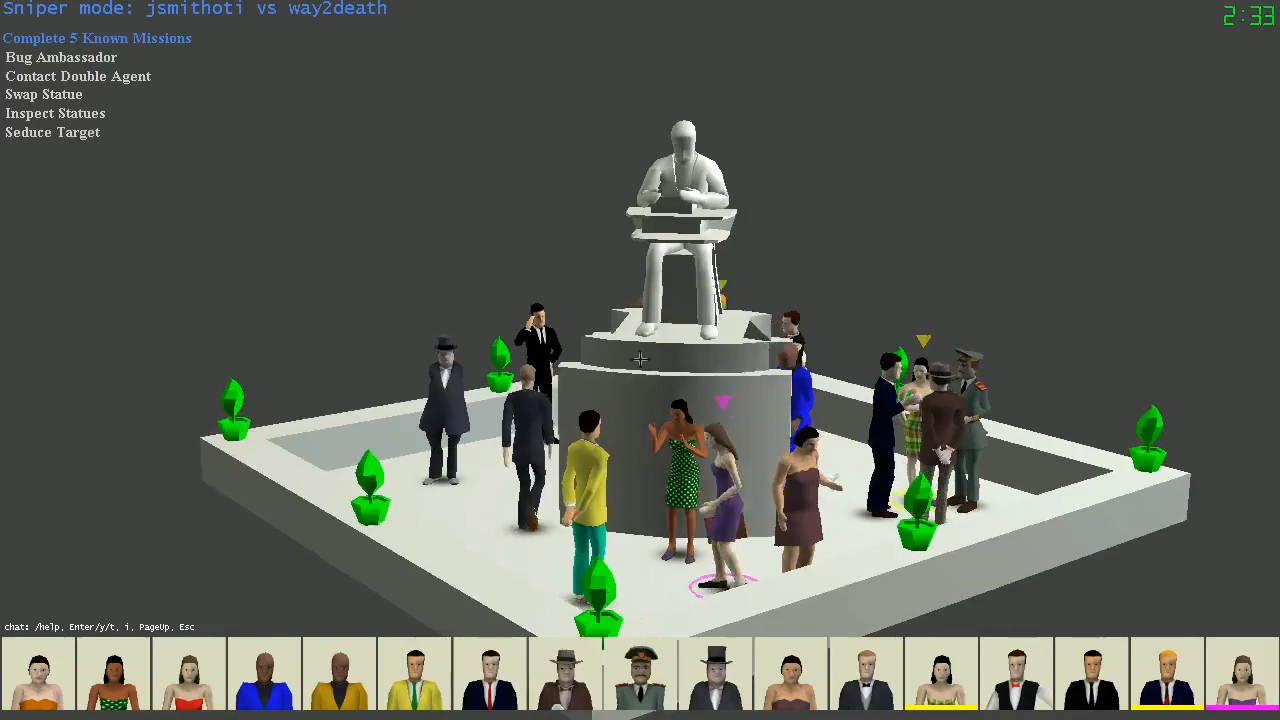 Sniper mode: jsmithoti vs way2death
2:33
Complete 5 Known Missions
Bug Ambassador
Contact Double Agent
Swap Statue
Inspect Statues
Seduce Target
chat: /help, Enter/y/t, i, PageUp, Esc